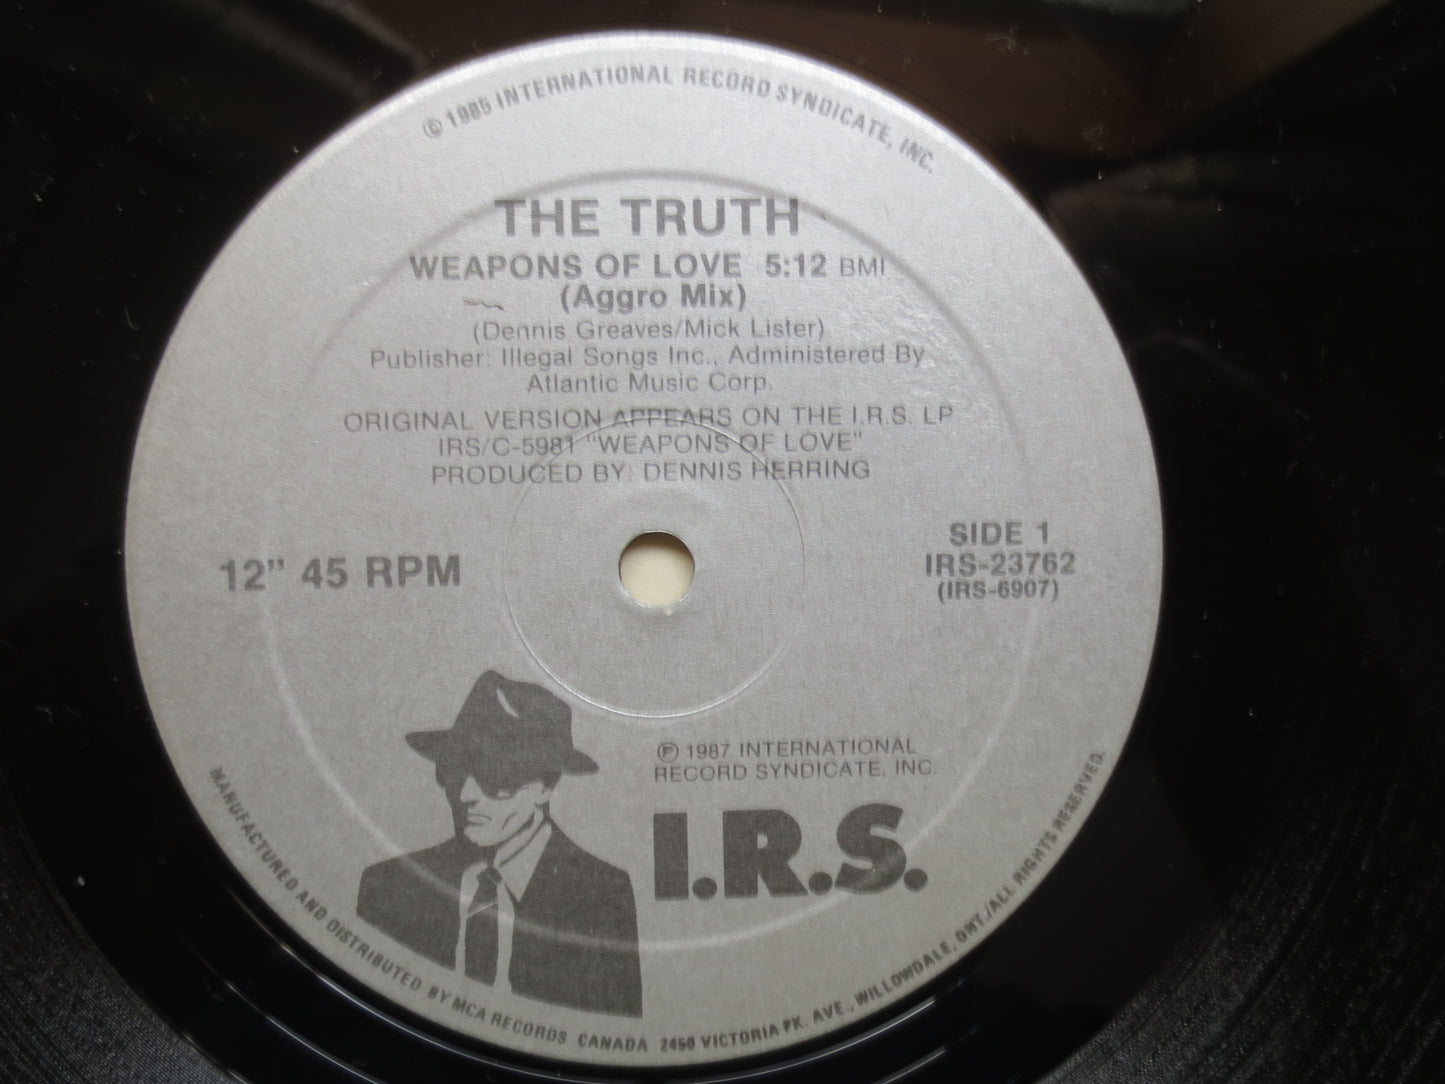 © 1985 INTERNATIONAL RECORD SYNDICATE, INC.
THE TRUTH
WEAPONS OF LOVE 5:12 BMI
(Aggro Mix)
(Dennis Greaves/Mick Lister)
Publisher: Illegal Songs Inc., Administered By
Atlantic Music Corp.
ORIGINAL VERSION APPEARS ON THE I.R.S. LP
IRS/C-5981 "WEAPONS OF LOVE"
PRODUCED BY: DENNIS HERRING
12" 45 RPM
SIDE 1
IRS-23762
(IRS-6907)
℗ 1987 INTERNATIONAL
RECORD SYNDICATE, INC.
I.R.S.
MANUFACTURED AND DISTRIBUTED BY MCA RECORDS CANADA 2450 VICTORIA PK. AVE., WILLOWDALE, ONT./ALL RIGHTS RESERVED.